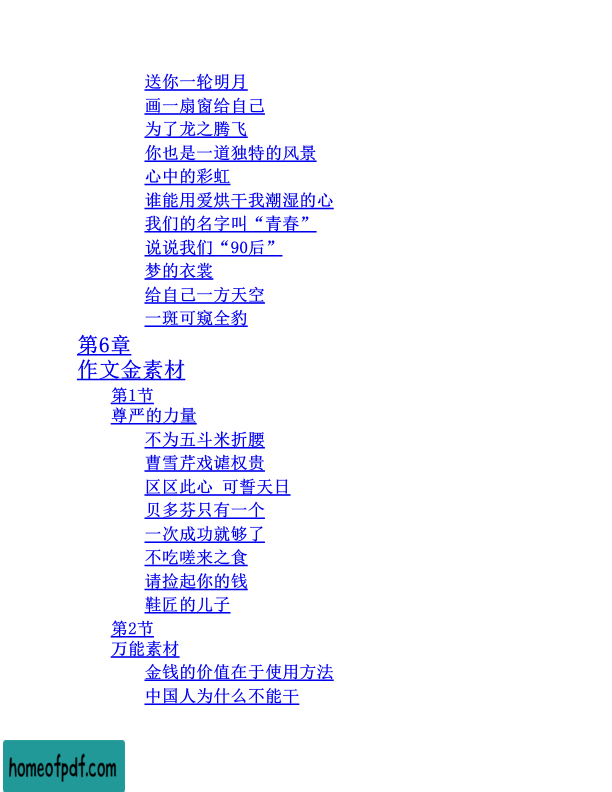 送你一轮明月
画一扇窗给自己
为了龙之腾飞
你也是一道独特的风景
心中的彩虹
谁能用爱烘干我潮湿的心
我们的名字叫“青春”
说说我们“90后”
梦的衣裳
给自己一方天空
一斑可窥全豹
第6章
作文金素材
第1节
尊严的力量
不为五斗米折腰
曹雪芹戏谑权贵
区区此心 可誓天日
贝多芬只有一个
一次成功就够了
不吃嗟来之食
请捡起你的钱
鞋匠的儿子
第2节
万能素材
金钱的价值在于使用方法
中国人为什么不能干
homeofpdf.com